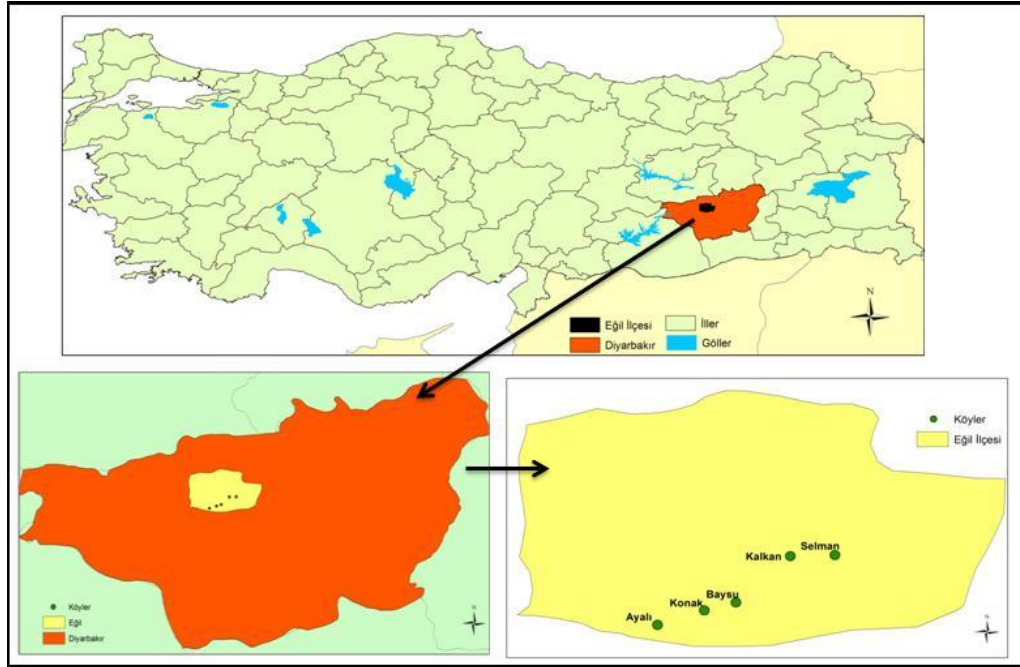 N
Eğil İlçesi
İller
Diyarbakır
Göller
Köyler
Eğil
Diyarbakır
N
Köyler
Eğil İlçesi
Kalkan
Selman
Baysu
Konak
Ayalı
N